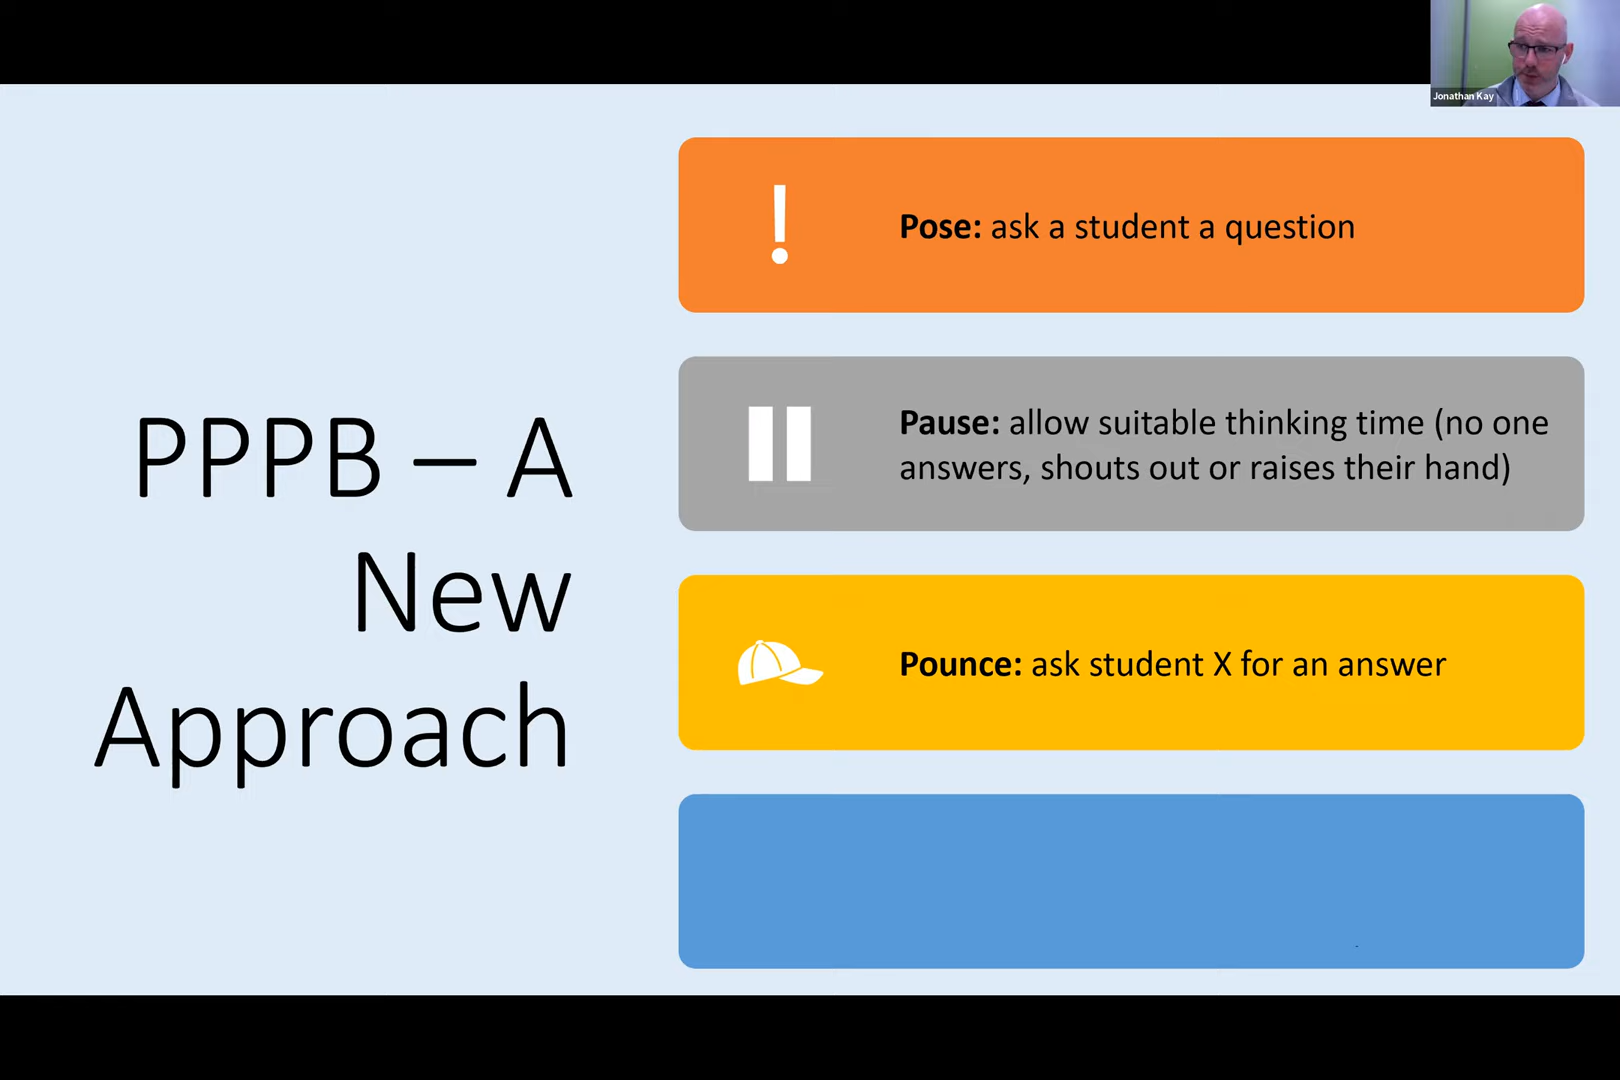 Jonathan Kay
PPPB – A
New
Approach
Pose: ask a student a question
Pause: allow suitable thinking time (no one
answers, shouts out or raises their hand)
Pounce: ask student X for an answer